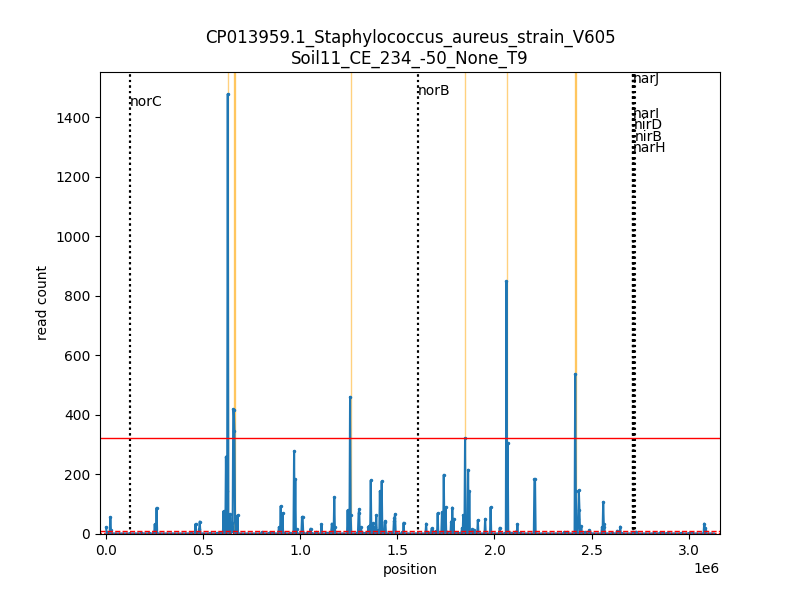 CP013959.1_Staphylococcus_aureus_strain_V605
Soil11_CE_234_-50_None_T9
narJ
norB
norC
narI
nirD
nirB
narH
1400
1200
1000
800
600
400
200
0
read count
0.0 0.5 1.0 1.5 2.0 2.5 3.0
1e6
position